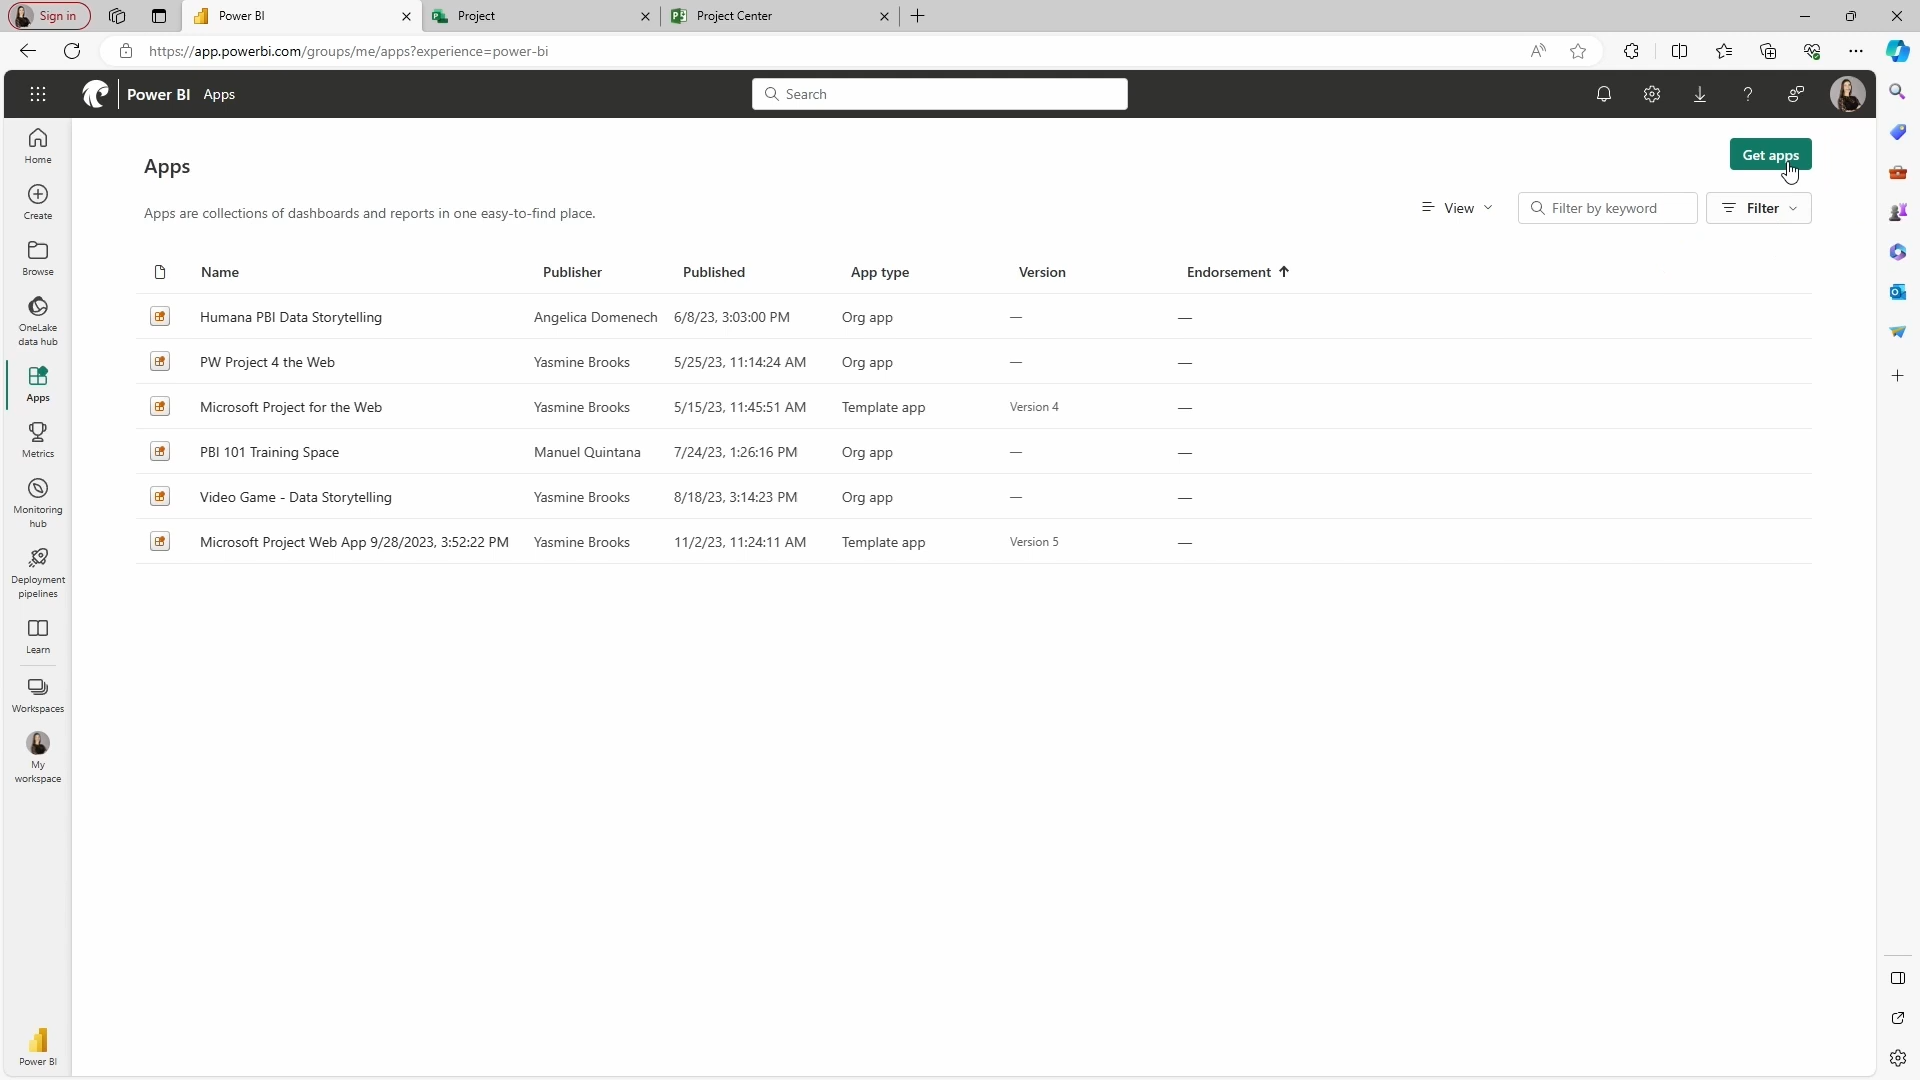 Sign in
Power BI
Project
Project Center
https://app.powerbi.com/groups/me/apps?experience=power-bi
Power BI Apps
Search
Home
Create
Browse
OneLake
data hub
Apps
Metrics
Monitoring
hub
Deployment
pipelines
Learn
Workspaces
My
workspace
Power BI
Apps
Get apps
Apps are collections of dashboards and reports in one easy-to-find place.
View
Filter by keyword
Filter
Name Publisher Published App type Version Endorsement
Humana PBI Data Storytelling Angelica Domenech 6/8/23, 3:03:00 PM Org app — —
PW Project 4 the Web Yasmine Brooks 5/25/23, 11:14:24 AM Org app — —
Microsoft Project for the Web Yasmine Brooks 5/15/23, 11:45:51 AM Template app Version 4 —
PBI 101 Training Space Manuel Quintana 7/24/23, 1:26:16 PM Org app — —
Video Game - Data Storytelling Yasmine Brooks 8/18/23, 3:14:23 PM Org app — —
Microsoft Project Web App 9/28/2023, 3:52:22 PM Yasmine Brooks 11/2/23, 11:24:11 AM Template app Version 5 —